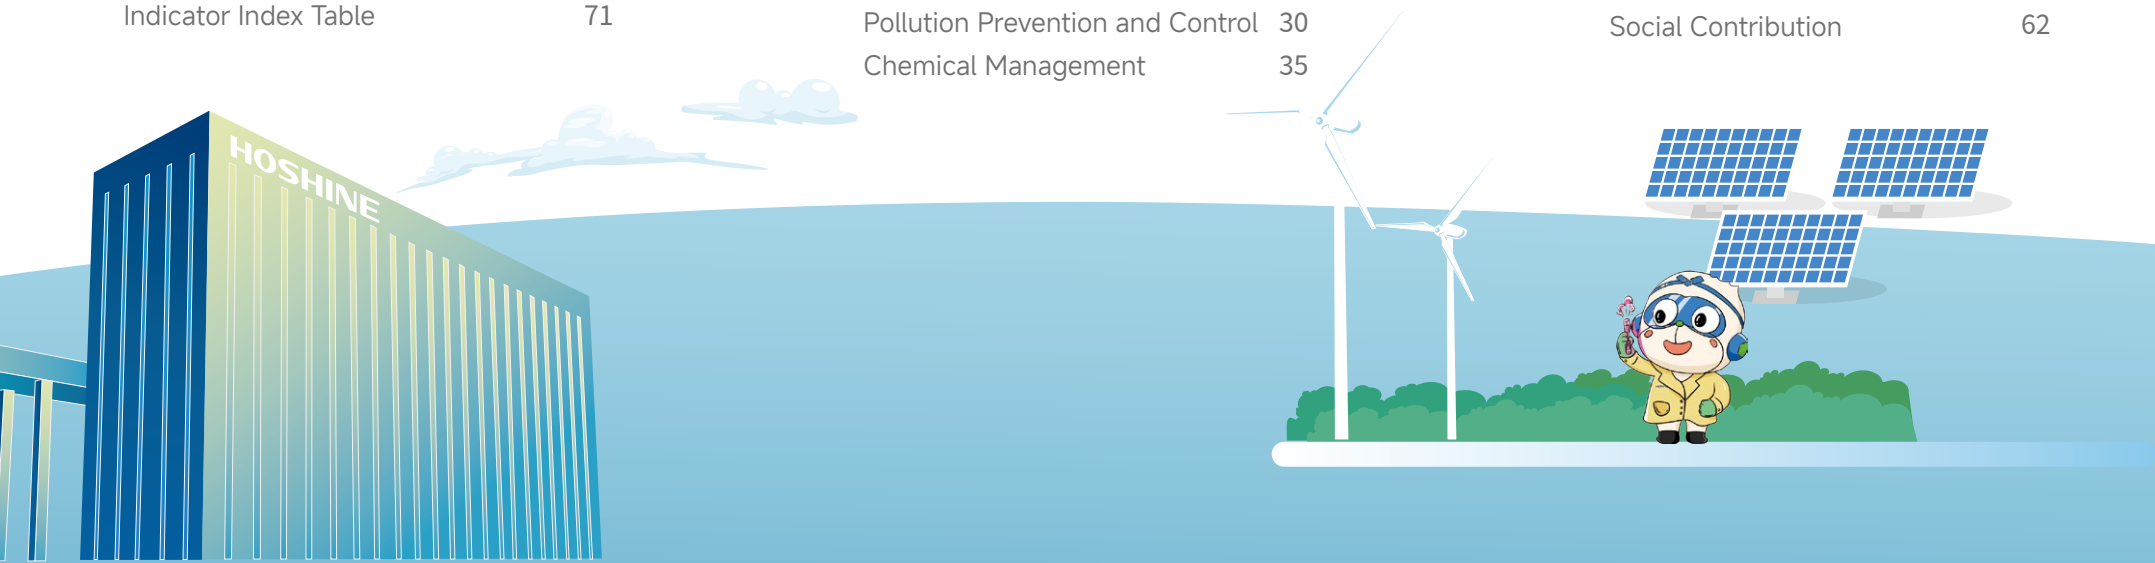 Indicator Index Table 71
Pollution Prevention and Control 30
Chemical Management 35
Social Contribution 62
HOSHINE